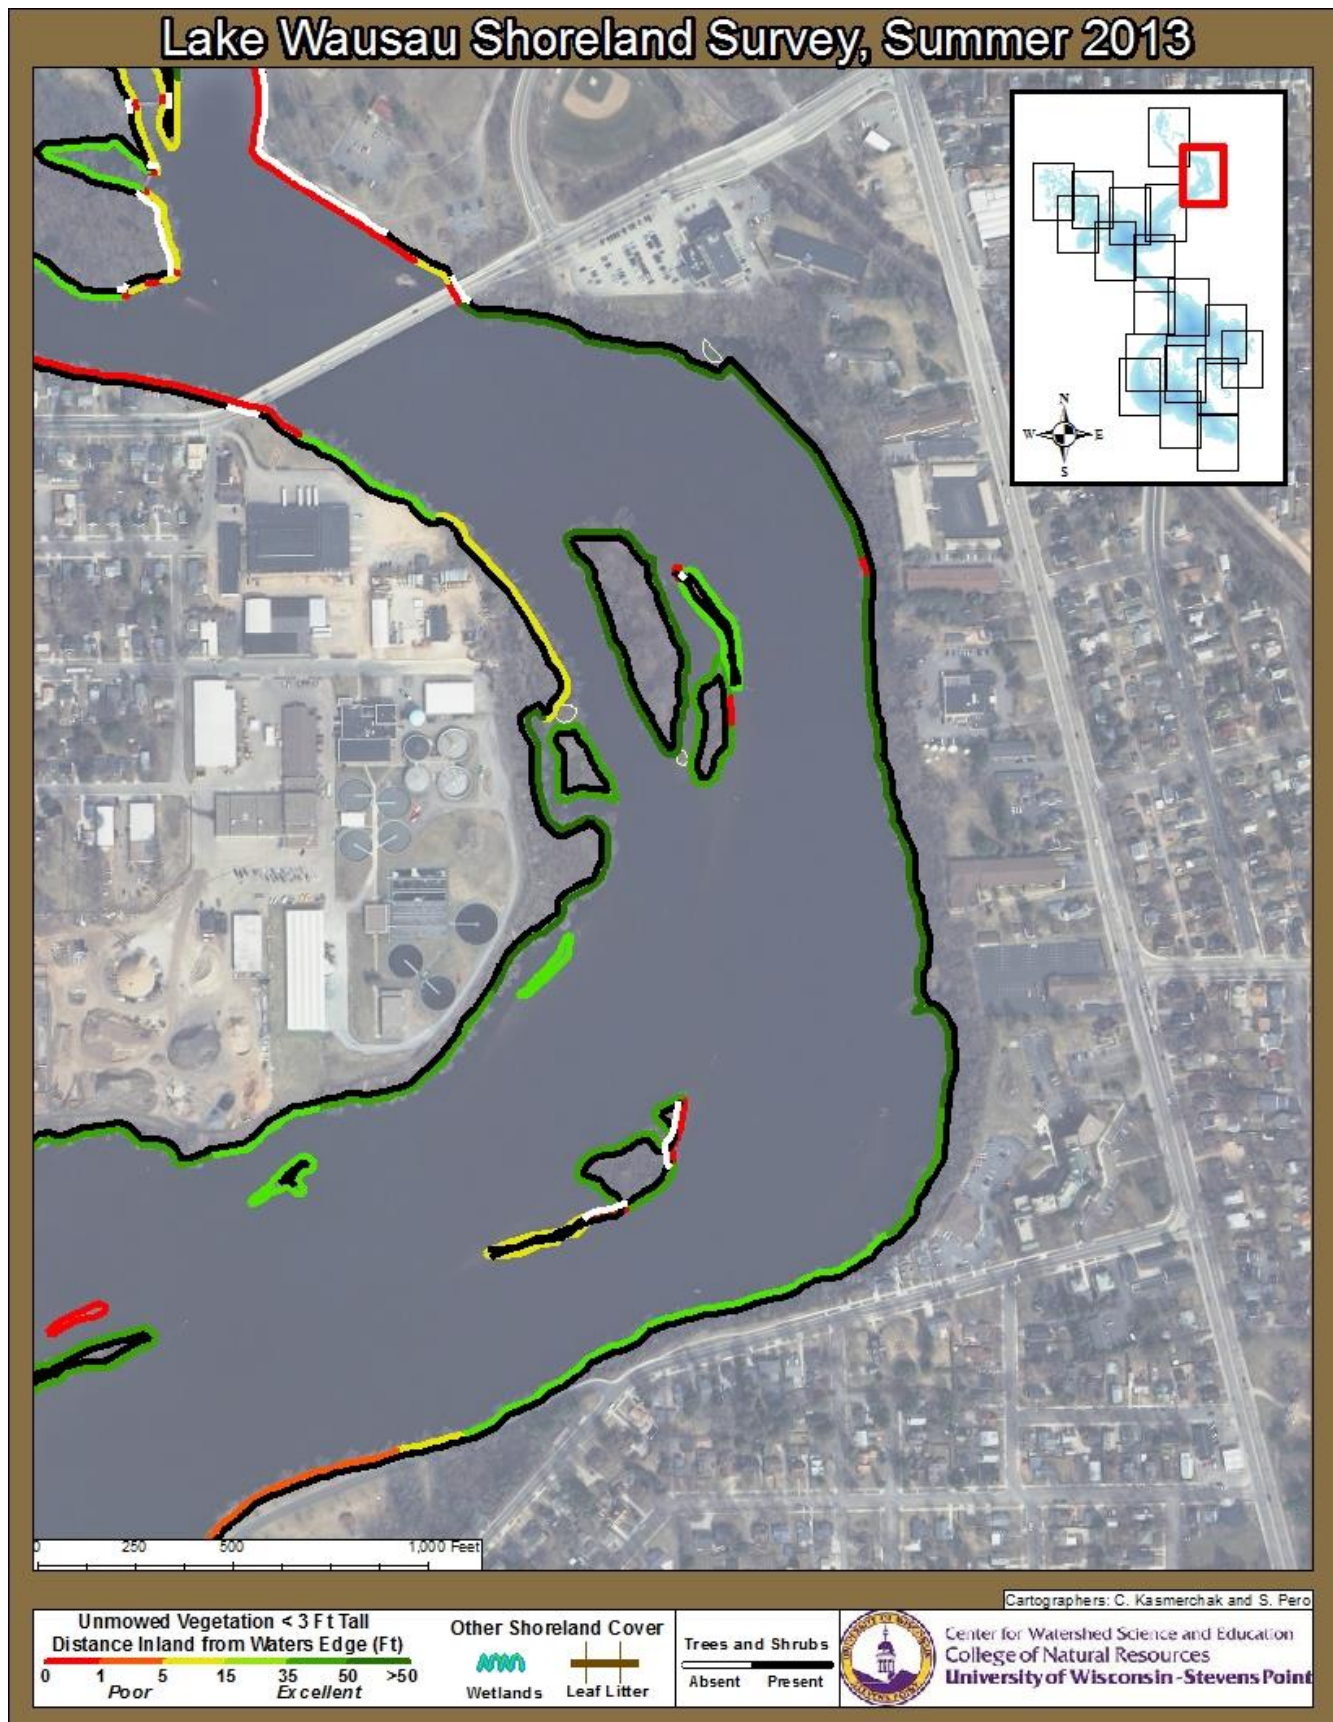 Lake Wausau Shoreland Survey, Summer 2013
N
W E
S
0 250 500 1,000 Feet
Cartographers: C. Kasmerchak and S. Pero
Unmowed Vegetation < 3 Ft Tall
Distance Inland from Waters Edge (Ft)
0 1 5 15 35 50 >50
Poor Excellent
Other Shoreland Cover
Wetlands Leaf Litter
Trees and Shrubs
Absent Present
Center for Watershed Science and Education
College of Natural Resources
University of Wisconsin - Stevens Point